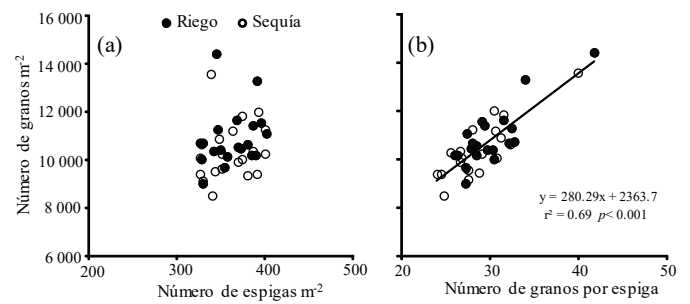 ● Riego ○ Sequía
(a)
(b)
Número de granos m-2
16 000
14 000
12 000
10 000
8 000
6 000
200 300 400 500
20 30 40 50
y = 280.29x + 2363.7
r² = 0.69 p< 0.001
Número de espigas m-2
Número de granos por espiga